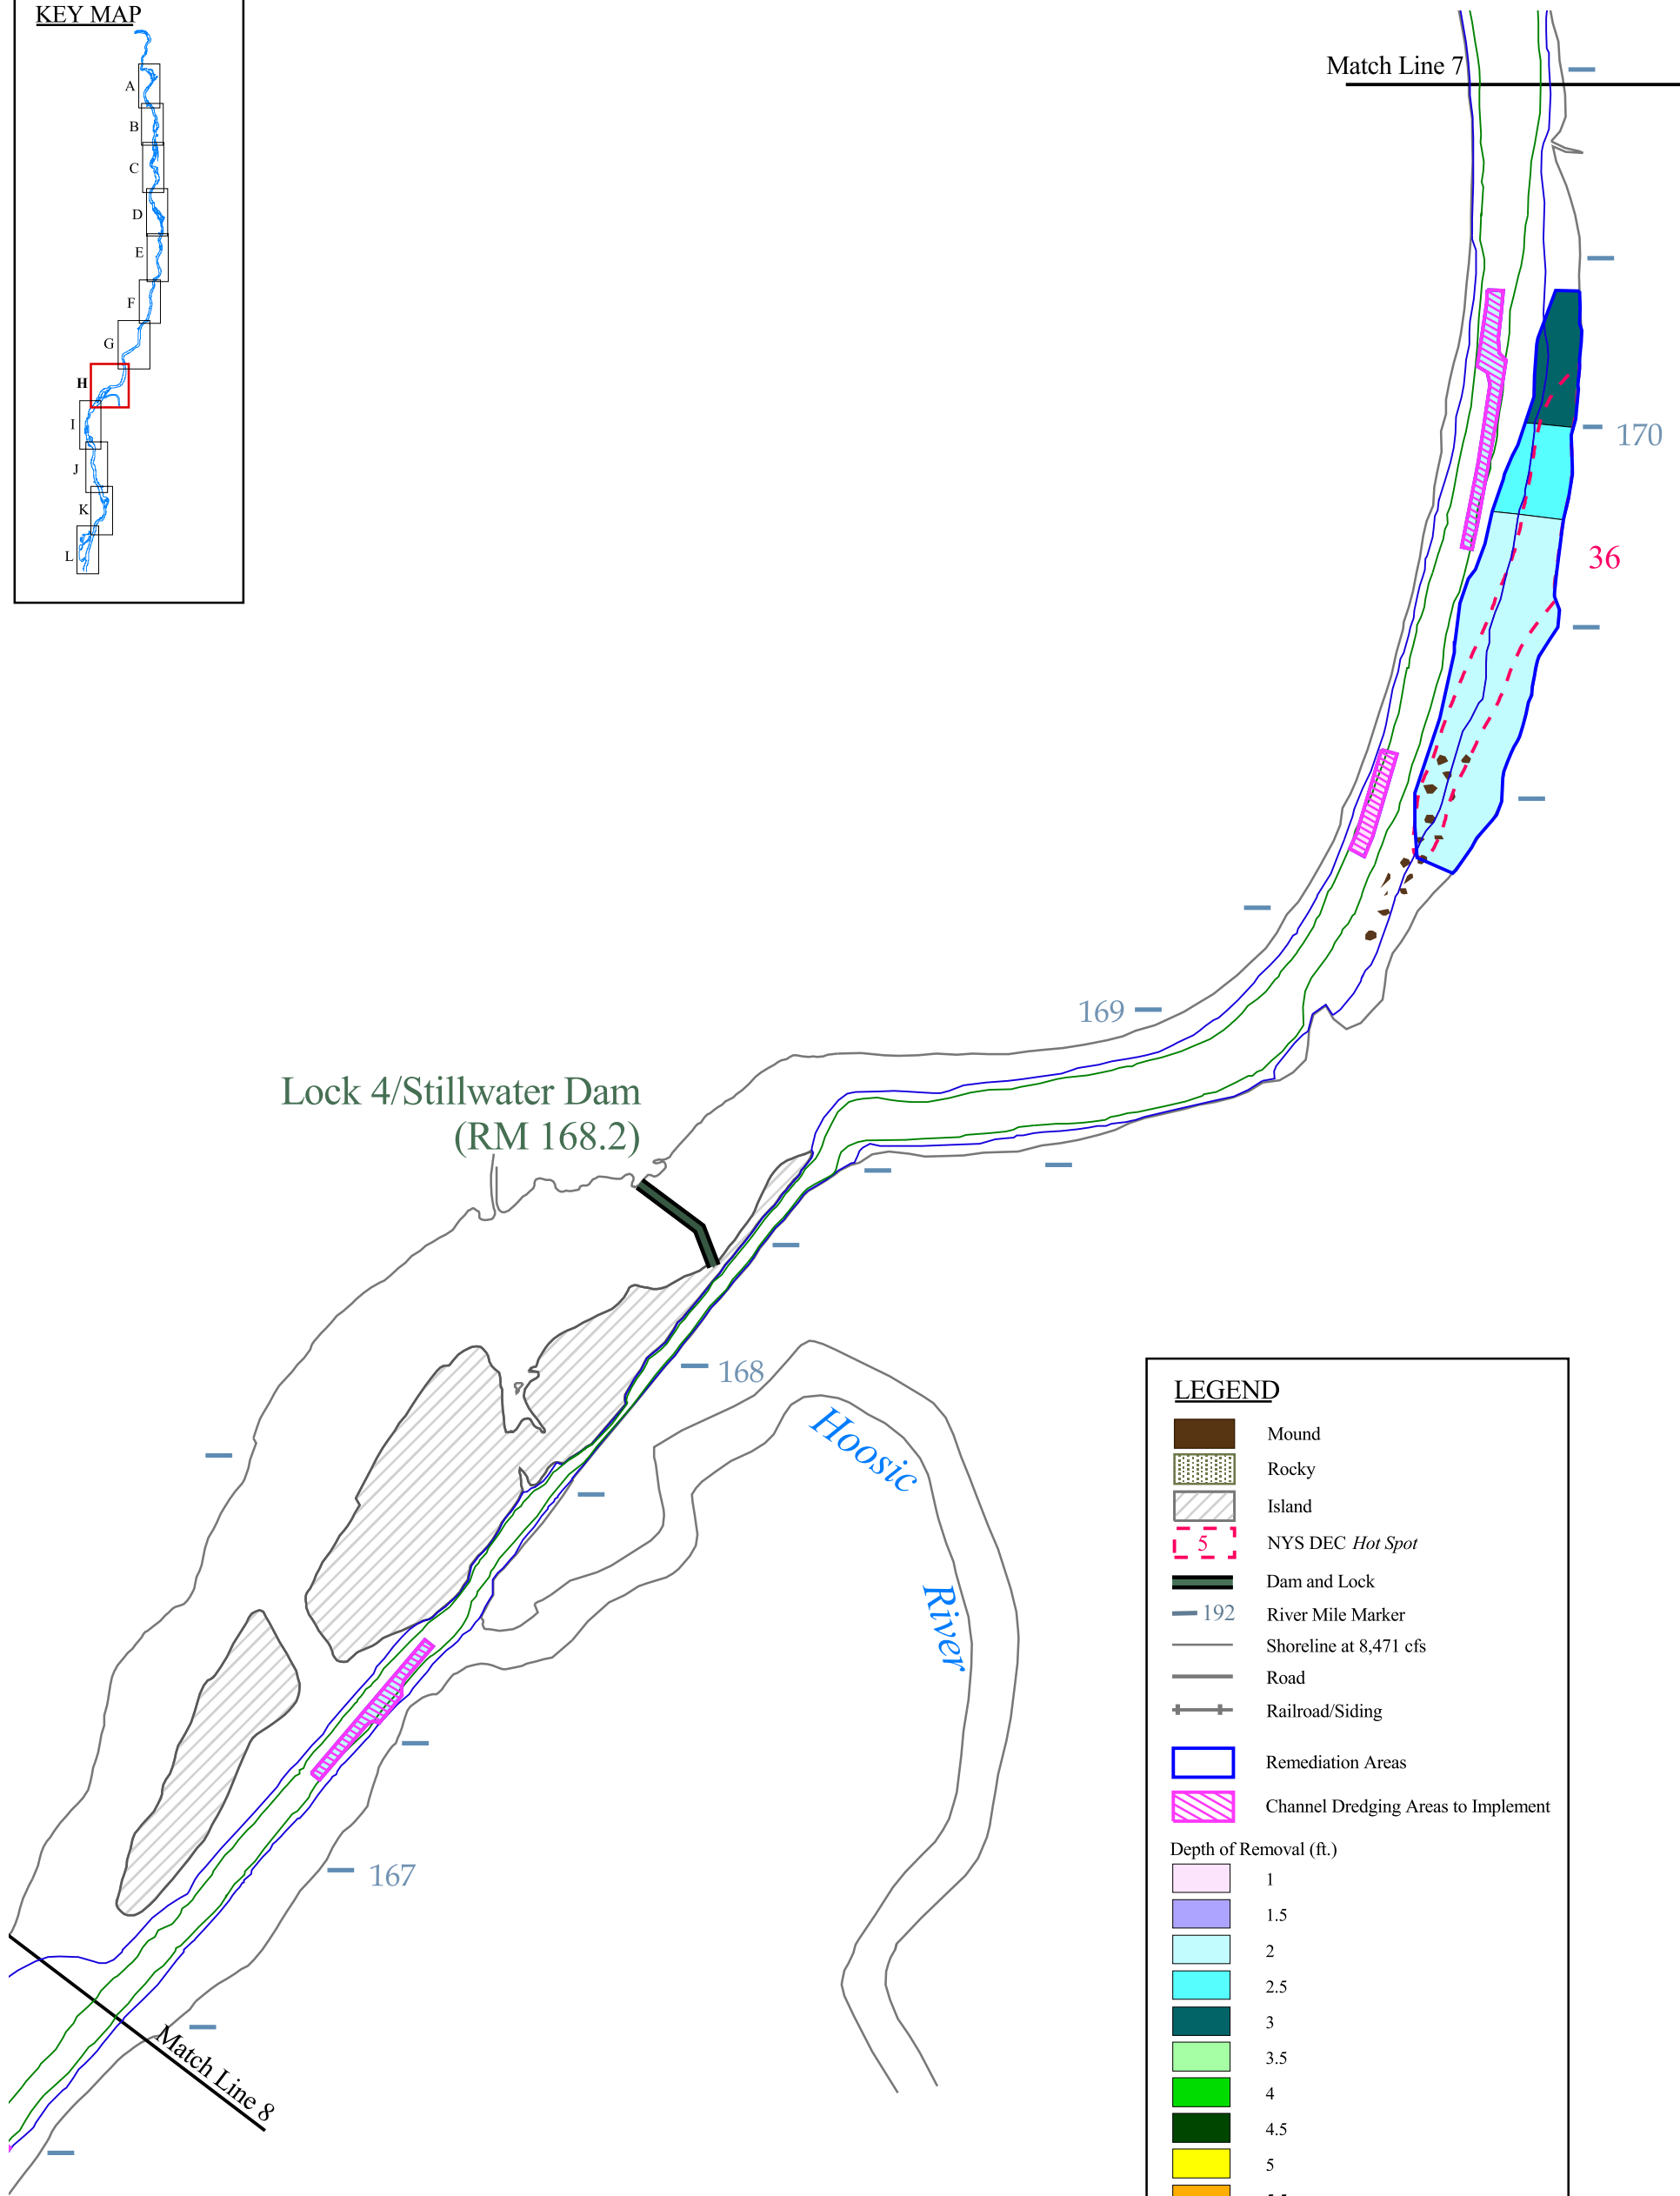 KEY MAP
A
B
C
D
E
F
G
H
I
J
K
L
Match Line 7
170
36
169
Lock 4/Stillwater Dam
(RM 168.2)
168
Hoosic
River
167
Match Line 8
LEGEND
Mound
Rocky
Island
5 NYS DEC Hot Spot
Dam and Lock
192 River Mile Marker
Shoreline at 8,471 cfs
Road
Railroad/Siding
Remediation Areas
Channel Dredging Areas to Implement
Depth of Removal (ft.)
1
1.5
2
2.5
3
3.5
4
4.5
5